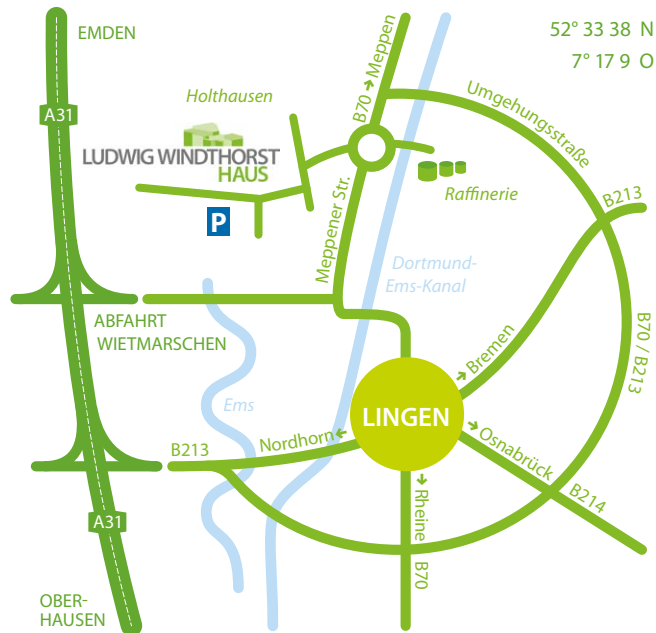 EMDEN
52° 33 38 N
7° 17 9 O
A31
Holthausen
B70 → Meppen
Umgehungsstraße
LUDWIG WINDTHORST
HAUS
Raffinerie
P
B213
Meppener Str.
Dortmund-
Ems-Kanal
ABFAHRT
WIETMARSCHEN
B70 / B213
→ Bremen
Ems
LINGEN
B213
Nordhorn ←
→ Osnabrück
B214
← Rheine
B70
A31
OBER-
HAUSEN